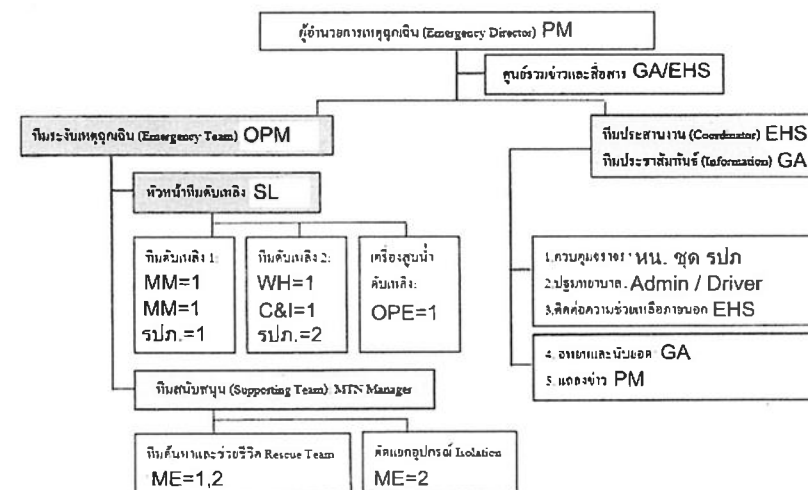 ผู้อำนวยการเหตุฉุกเฉิน (Emergency Director) PM
ศูนย์รวมข่าวและสื่อสาร GA/EHS
ทีมระงับเหตุฉุกเฉิน (Emergency Team) OPM
ทีมประสานงาน (Coordinator) EHS
ทีมประชาสัมพันธ์ (Information) GA
หัวหน้าทีมดับเพลิง SL
ทีมดับเพลิง 1:
MM=1
MM=1
รปภ.=1
ทีมดับเพลิง 2:
WH=1
C&I=1
รปภ.=2
เครื่องสูบน้ำ
ดับเพลิง:
OPE=1
1.ควบคุมจราจร หน. ชุด รปภ
2.ปฐมพยาบาล. Admin / Driver
3.ติดต่อความช่วยเหลือภายนอก EHS
4. อพยพและนับยอด GA
5. แถลงข่าว PM
ทีมสนับสนุน (Supporting Team) MTN Manager
ทีมค้นหาและช่วยชีวิต Rescue Team
ME=1,2
ตัดแยกอุปกรณ์ Isolation
ME=2